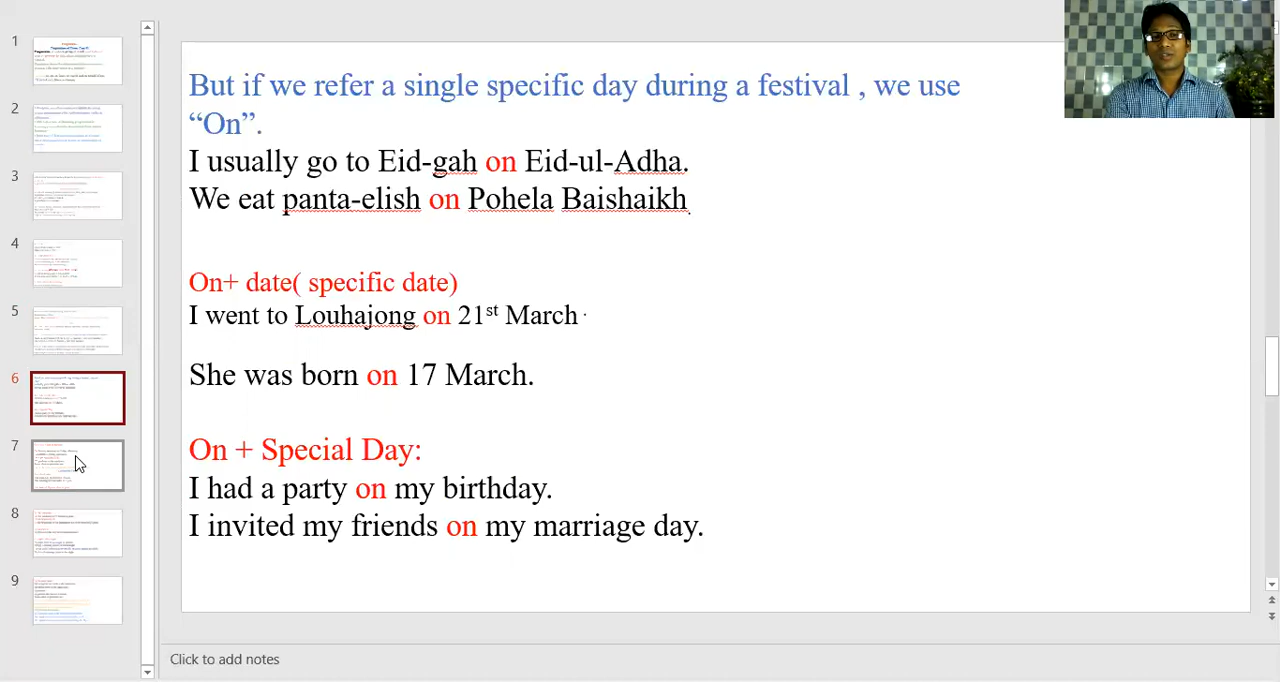 1
2
3
4
5
6
7
8
9
But if we refer a single specific day during a festival , we use
“On”.
I usually go to Eid-gah on Eid-ul-Adha.
We eat panta-elish on Pohela Baishaikh.
On+ date( specific date)
I went to Louhajong on 21st March .
She was born on 17 March.
On + Special Day:
I had a party on my birthday.
I invited my friends on my marriage day.
Click to add notes